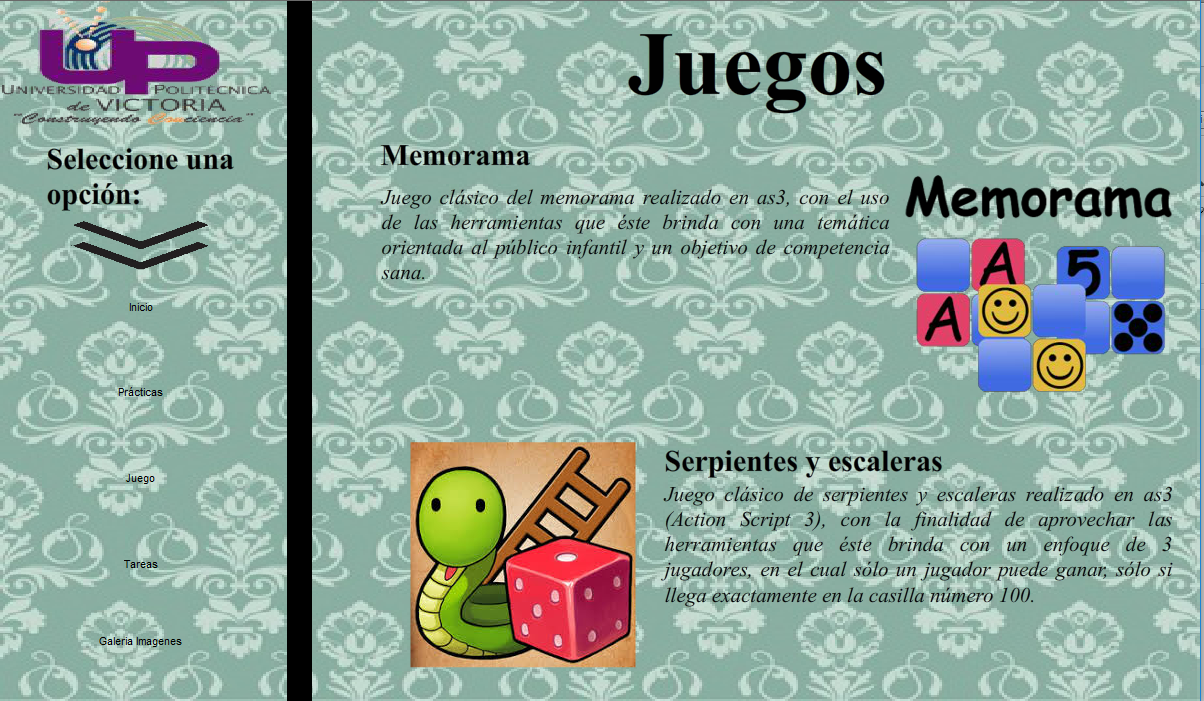 UP
UNIVERSIDAD POLITECNICA
de VICTORIA
"Construyendo Conciencia"
Seleccione una
opción:
Inicio
Prácticas
Juego
Tareas
Galeria Imagenes
Juegos
Memorama
Juego clásico del memorama realizado en as3, con el uso
de las herramientas que éste brinda con una temática
orientada al público infantil y un objetivo de competencia
sana.
Memorama
A
5
A
Serpientes y escaleras
Juego clásico de serpientes y escaleras realizado en as3
(Action Script 3), con la finalidad de aprovechar las
herramientas que éste brinda con un enfoque de 3
jugadores, en el cual sólo un jugador puede ganar, sólo si
llega exactamente en la casilla número 100.